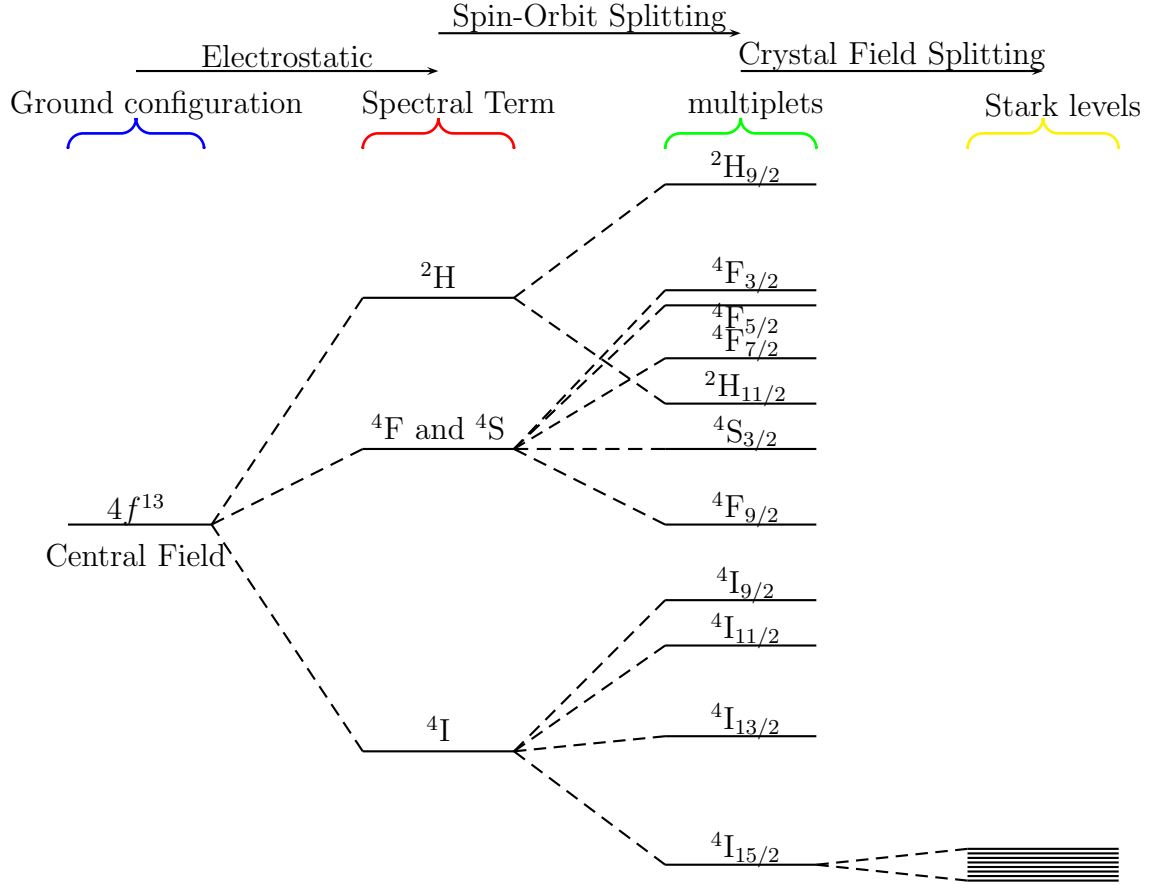 Spin-Orbit Splitting
Electrostatic
Crystal Field Splitting
Ground configuration
Spectral Term
multiplets
Stark levels
²H₉/₂
⁴F₃/₂
²H
⁴F₅/₂
⁴F₇/₂
²H₁₁/₂
⁴F and ⁴S
⁴S₃/₂
4f¹³
⁴F₉/₂
Central Field
⁴I₉/₂
⁴I₁₁/₂
⁴I
⁴I₁₃/₂
⁴I₁₅/₂